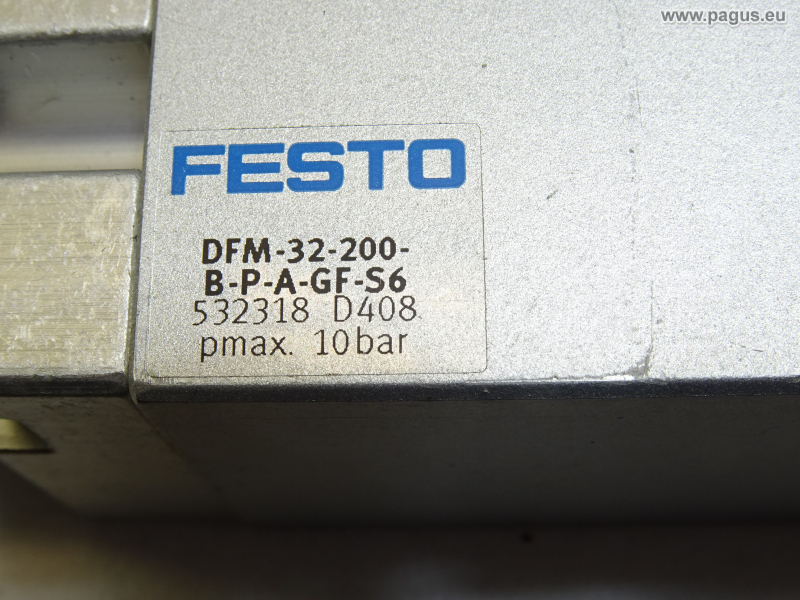 www.pagus.eu
FESTO
DFM-32-200-
B-P-A-GF-S6
532318 D408
pmax. 10bar